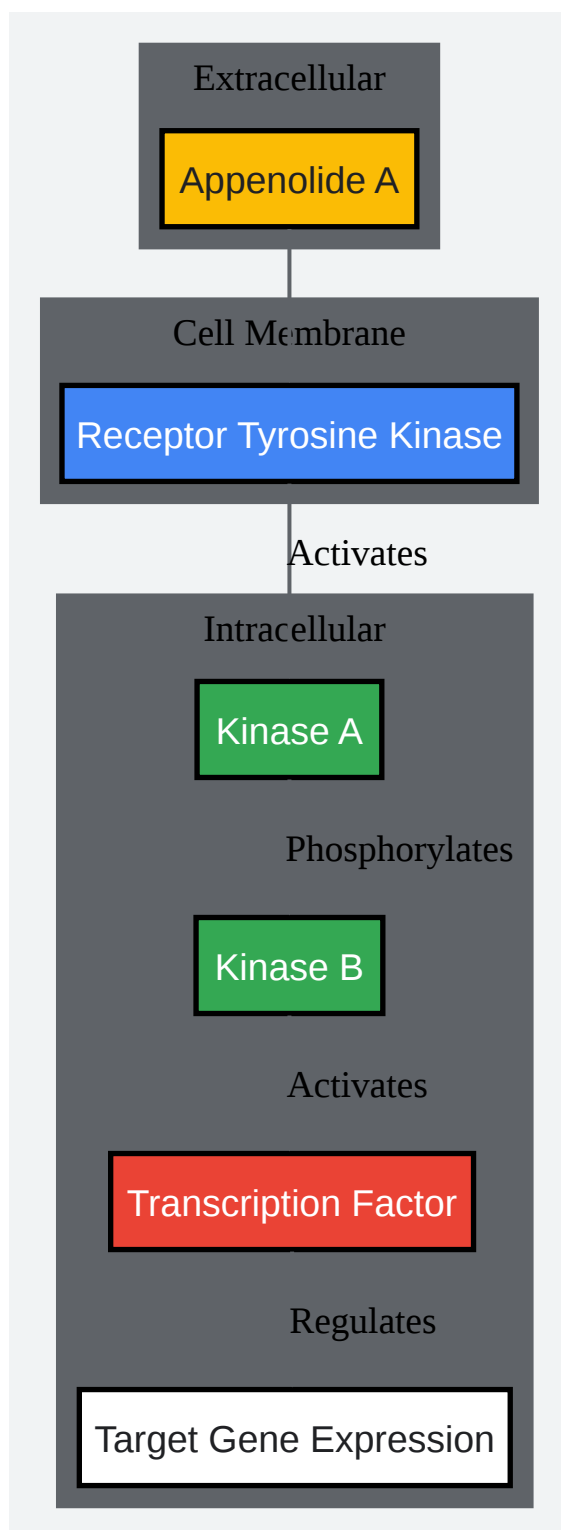 Extracellular
Appenolide A
Cell Membrane
Receptor Tyrosine Kinase
Activates
Intracellular
Kinase A
Phosphorylates
Kinase B
Activates
Transcription Factor
Regulates
Target Gene Expression